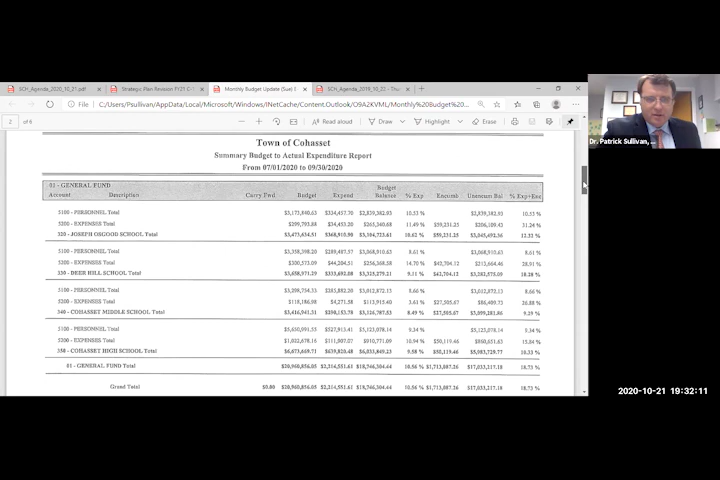 SCH_Agenda_2020_10_21.pdf Strategic Plan Revision FY21 C Monthly Budget Update (Sue) SCH_Agenda_2019_10_23 - Thu
File C:/Users/Psullivan/AppData/Local/Microsoft/Windows/INetCache/Content.Outlook/O9A2KVML/Monthly%20Budget%20...
2 of 6 Read aloud Draw Highlight Erase
Dr. Patrick Sullivan,...
Town of Cohasset
Summary Budget to Actual Expenditure Report
From 07/01/2020 to 09/30/2020
01 - GENERAL FUND
Account Description Carry-Fwd Budget Expend Budget Balance % Exp Encumb Unencum Bal % Exp+Enc
5100 - PERSONNEL Total $3,173,840.63 $334,457.70 $2,839,382.93 10.53 % $2,839,382.93 10.53 %
5200 - EXPENSES Total $299,793.88 $34,453.20 $265,340.68 11.49 % $59,231.25 $206,109.43 31.24 %
320 - JOSEPH OSGOOD SCHOOL Total $3,473,634.51 $368,910.90 $3,104,723.61 10.62 % $59,231.25 $3,045,492.36 12.32 %
5100 - PERSONNEL Total $3,358,398.20 $289,487.57 $3,068,910.63 8.61% $3,068,910.63 8.61%
5200 - EXPENSES Total $300,573.09 $44,204.51 $256,368.58 14.70 % $42,704.12 $213,664.46 28.91 %
330 - DEER HILL SCHOOL Total $3,658,971.29 $333,692.08 $3,325,279.21 9.11 % $42,704.12 $3,282,575.09 10.28 %
5100 - PERSONNEL Total $3,298,754.33 $285,882.20 $3,012,872.13 8.66% $3,012,872.13 8.66 %
5200 - EXPENSES Total $118,186.98 $4,271.58 $113,915.40 3.61 % $27,505.67 $86,409.73 26.88 %
340 - COHASSET MIDDLE SCHOOL Total $3,416,941.31 $290,153.78 $3,126,787.53 8.49 % $27,505.67 $3,099,281.86 9.29 %
5100 - PERSONNEL Total $5,650,991.55 $527,913.41 $5,123,078.14 9.34 % $5,123,078.14 9.34 %
5200 - EXPENSES Total $1,022,678.16 $111,907.07 $910,771.09 10.94 % $50,119.46 $860,651.63 15.84 %
350 - COHASSET HIGH SCHOOL Total $6,673,669.71 $639,820.48 $6,033,849.23 9.58 % $50,119.46 $5,983,729.77 10.33 %
01 - GENERAL FUND Total $20,960,856.05 $2,214,551.61 $18,746,304.44 10.56 % $1,713,087.26 $17,033,217.18 18.73 %
Grand Total $0.00 $20,960,856.05 $2,214,551.61 $18,746,304.44 10.56 % $1,713,087.26 $17,033,217.18 18.73 %
2020-10-21 19:32:11